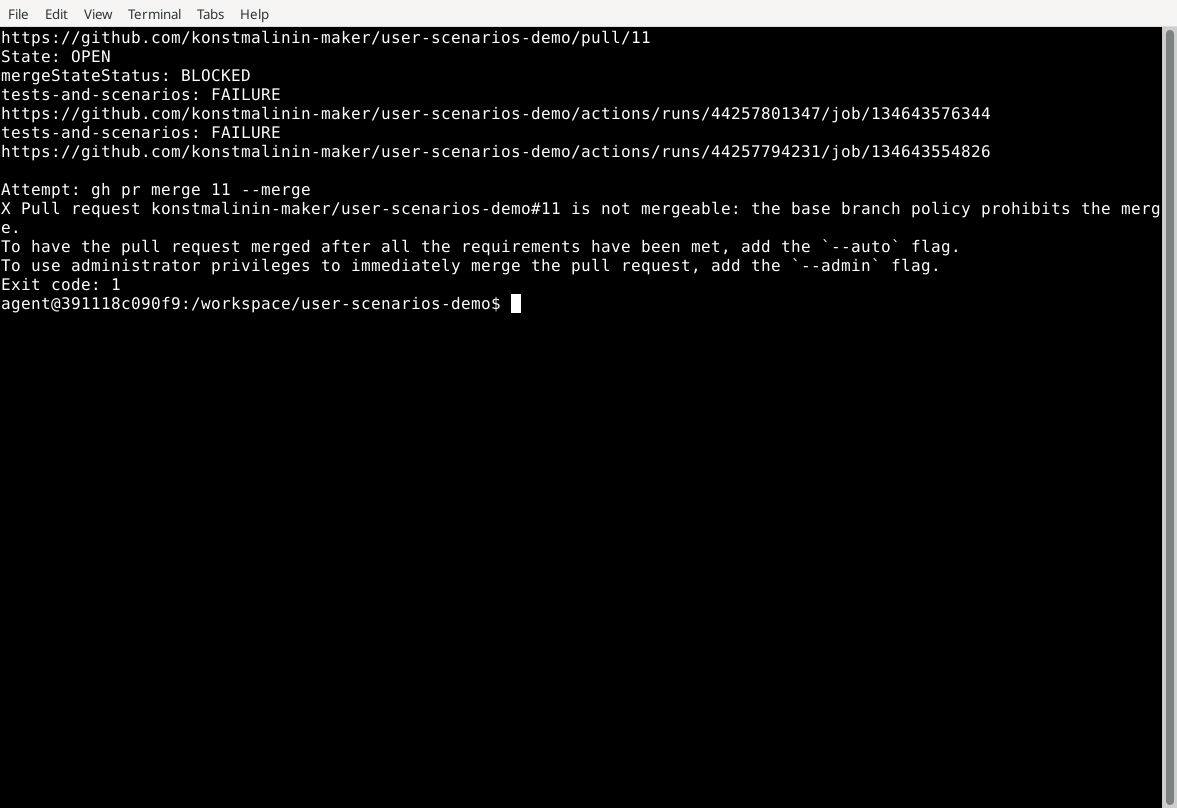 File Edit View Terminal Tabs Help
https://github.com/konstmalinin-maker/user-scenarios-demo/pull/11
State: OPEN
mergeStateStatus: BLOCKED
tests-and-scenarios: FAILURE
https://github.com/konstmalinin-maker/user-scenarios-demo/actions/runs/44257801347/job/134643576344
tests-and-scenarios: FAILURE
https://github.com/konstmalinin-maker/user-scenarios-demo/actions/runs/44257794231/job/134643554826
Attempt: gh pr merge 11 --merge
X Pull request konstmalinin-maker/user-scenarios-demo#11 is not mergeable: the base branch policy prohibits the merg
e.
To have the pull request merged after all the requirements have been met, add the `--auto` flag.
To use administrator privileges to immediately merge the pull request, add the `--admin` flag.
Exit code: 1
agent@391118c090f9:/workspace/user-scenarios-demo$